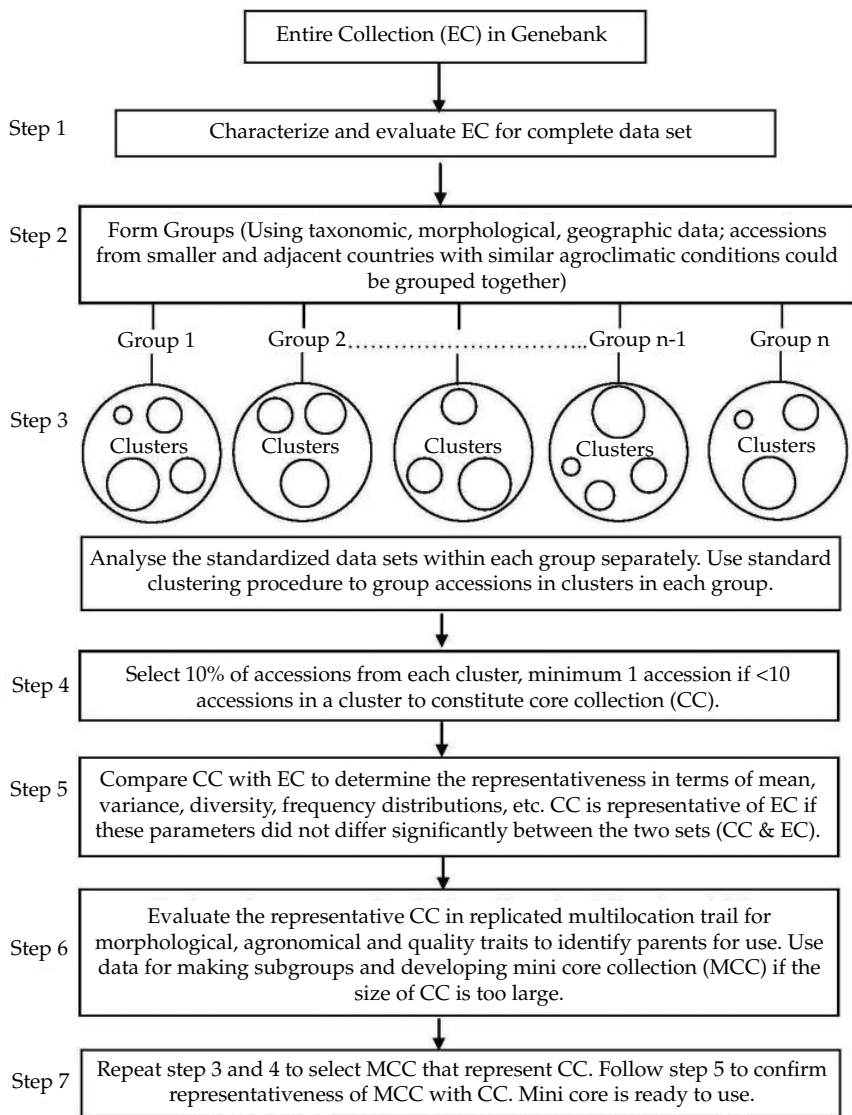 Entire Collection (EC) in Genebank
Step 1
Characterize and evaluate EC for complete data set
Step 2
Form Groups (Using taxonomic, morphological, geographic data; accessions
from smaller and adjacent countries with similar agroclimatic conditions could
be grouped together)
Group 1 Group 2 ........................ Group n-1 Group n
Step 3
Clusters Clusters Clusters Clusters Clusters
Analyse the standardized data sets within each group separately. Use standard
clustering procedure to group accessions in clusters in each group.
Step 4
Select 10% of accessions from each cluster, minimum 1 accession if <10
accessions in a cluster to constitute core collection (CC).
Step 5
Compare CC with EC to determine the representativeness in terms of mean,
variance, diversity, frequency distributions, etc. CC is representative of EC if
these parameters did not differ significantly between the two sets (CC & EC).
Step 6
Evaluate the representative CC in replicated multilocation trail for
morphological, agronomical and quality traits to identify parents for use. Use
data for making subgroups and developing mini core collection (MCC) if the
size of CC is too large.
Step 7
Repeat step 3 and 4 to select MCC that represent CC. Follow step 5 to confirm
representativeness of MCC with CC. Mini core is ready to use.